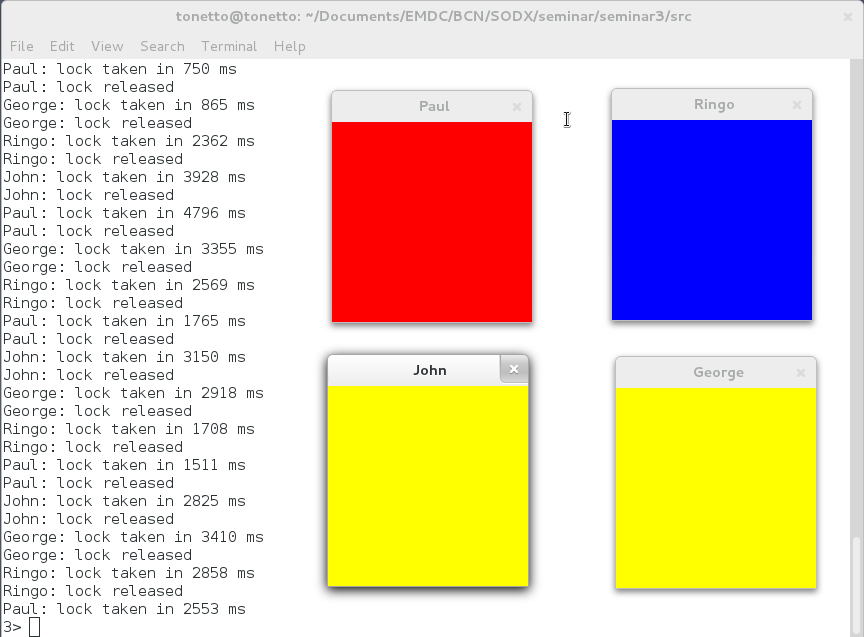 tonetto@tonetto: ~/Documents/EMDC/BCN/SODX/seminar/seminar3/src
File Edit View Search Terminal Help
Paul: lock taken in 750 ms
Paul: lock released
George: lock taken in 865 ms
George: lock released
Ringo: lock taken in 2362 ms
Ringo: lock released
John: lock taken in 3928 ms
John: lock released
Paul: lock taken in 4796 ms
Paul: lock released
George: lock taken in 3355 ms
George: lock released
Ringo: lock taken in 2569 ms
Ringo: lock released
Paul: lock taken in 1765 ms
Paul: lock released
John: lock taken in 3150 ms
John: lock released
George: lock taken in 2918 ms
George: lock released
Ringo: lock taken in 1708 ms
Ringo: lock released
Paul: lock taken in 1511 ms
Paul: lock released
John: lock taken in 2825 ms
John: lock released
George: lock taken in 3410 ms
George: lock released
Ringo: lock taken in 2858 ms
Ringo: lock released
Paul: lock taken in 2553 ms
3>
Paul
Ringo
John
George